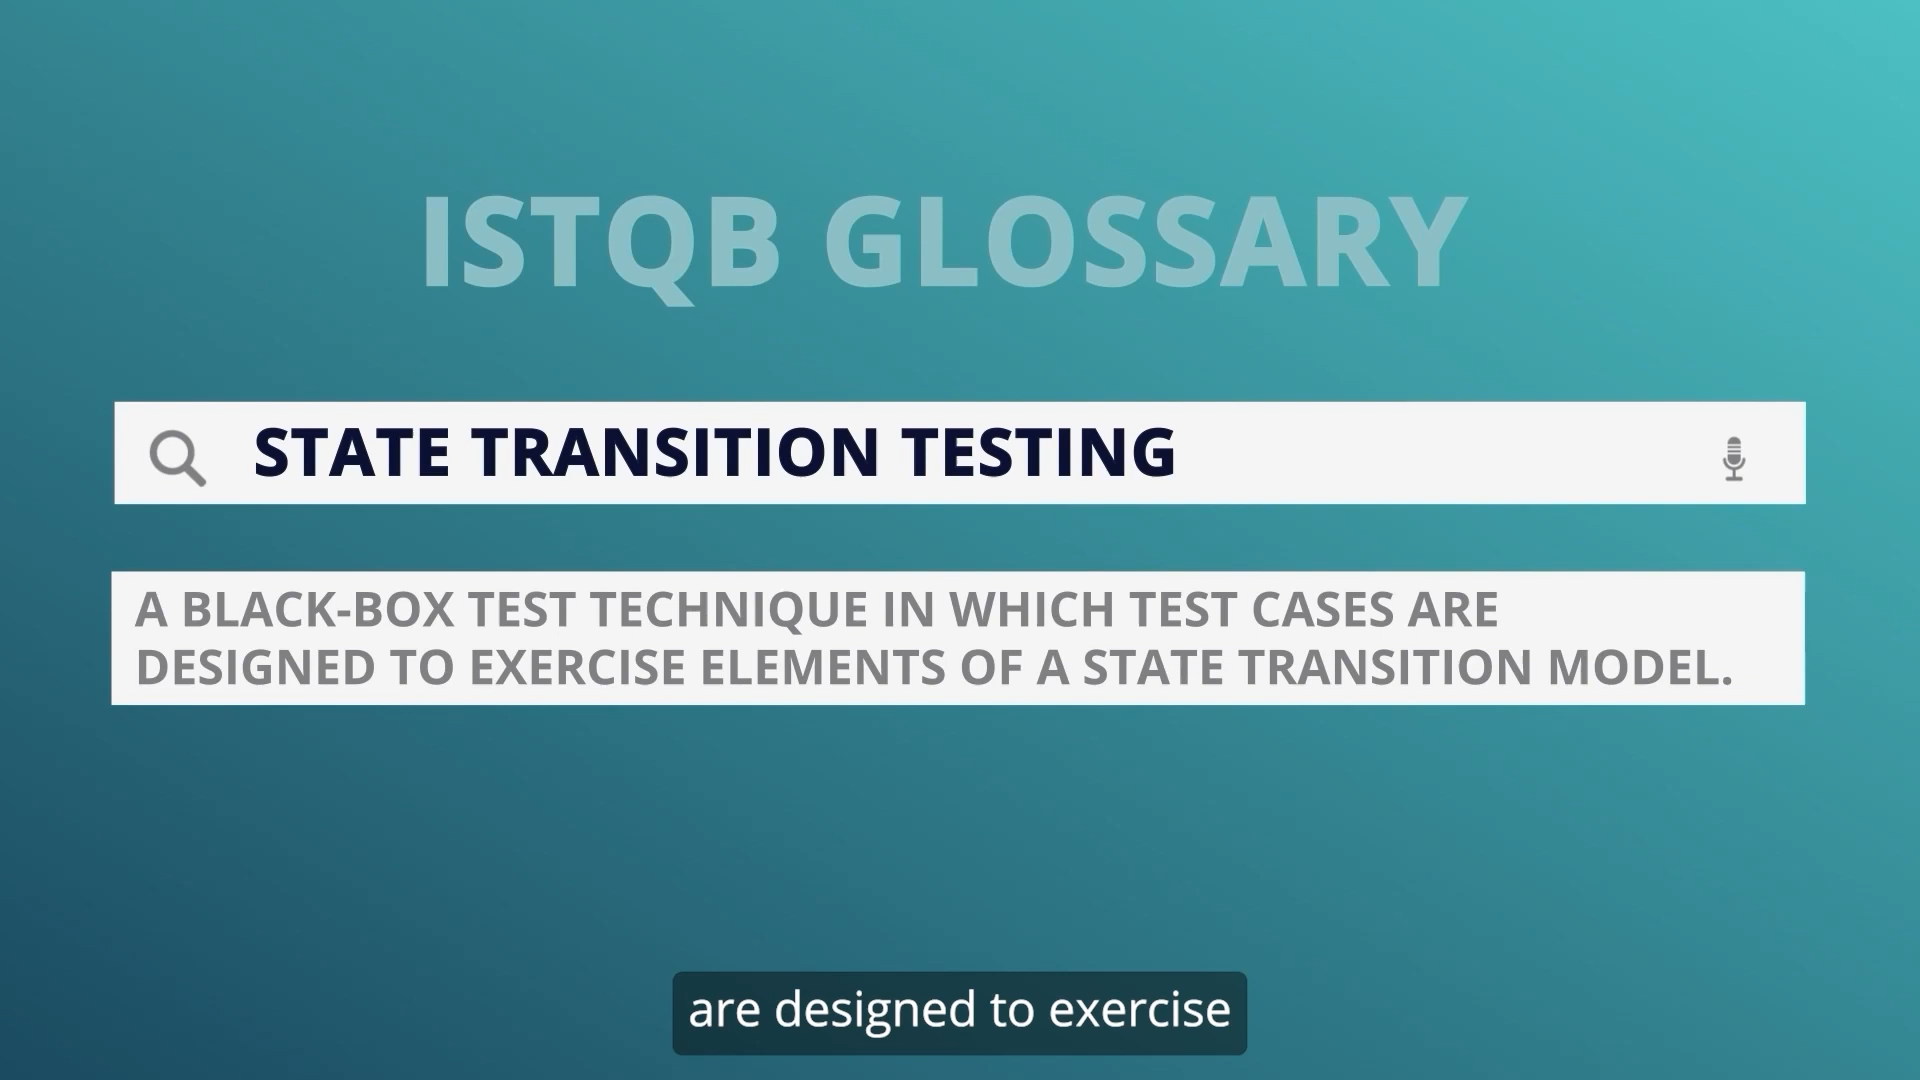 ISTQB GLOSSARY
STATE TRANSITION TESTING
A BLACK-BOX TEST TECHNIQUE IN WHICH TEST CASES ARE
DESIGNED TO EXERCISE ELEMENTS OF A STATE TRANSITION MODEL.
are designed to exercise